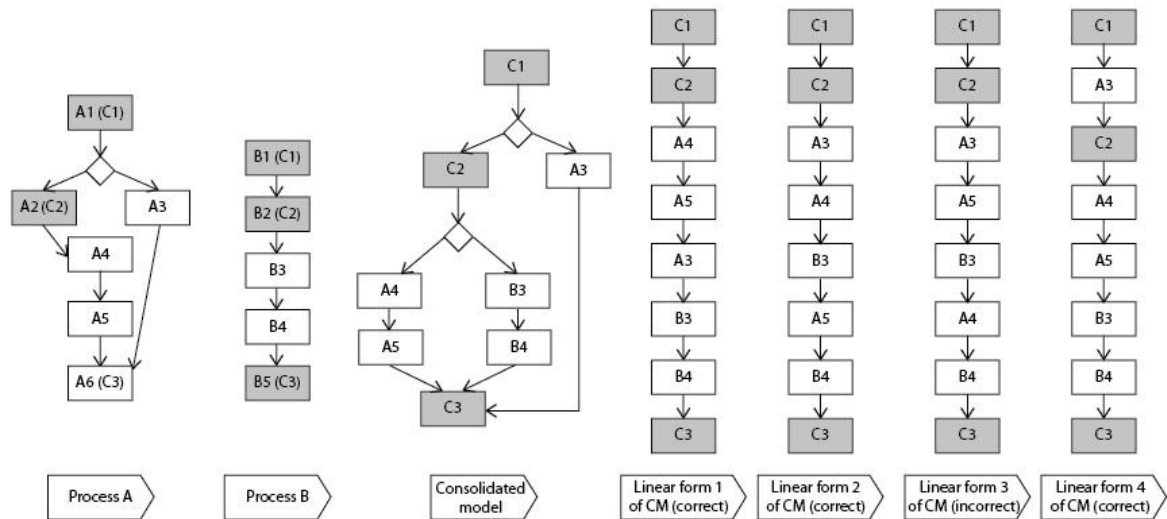 A1 (C1)
A2 (C2)
A3
A4
A5
A6 (C3)
Process A
B1 (C1)
B2 (C2)
B3
B4
B5 (C3)
Process B
C1
C2
A3
A4
B3
A5
B4
C3
Consolidated
model
C1
C2
A4
A5
A3
B3
B4
C3
Linear form 1
of CM (correct)
C1
C2
A3
A4
B3
A5
B4
C3
Linear form 2
of CM (correct)
C1
C2
A3
A5
B3
A4
B4
C3
Linear form 3
of CM (incorrect)
C1
A3
C2
A4
A5
B3
B4
C3
Linear form 4
of CM (correct)